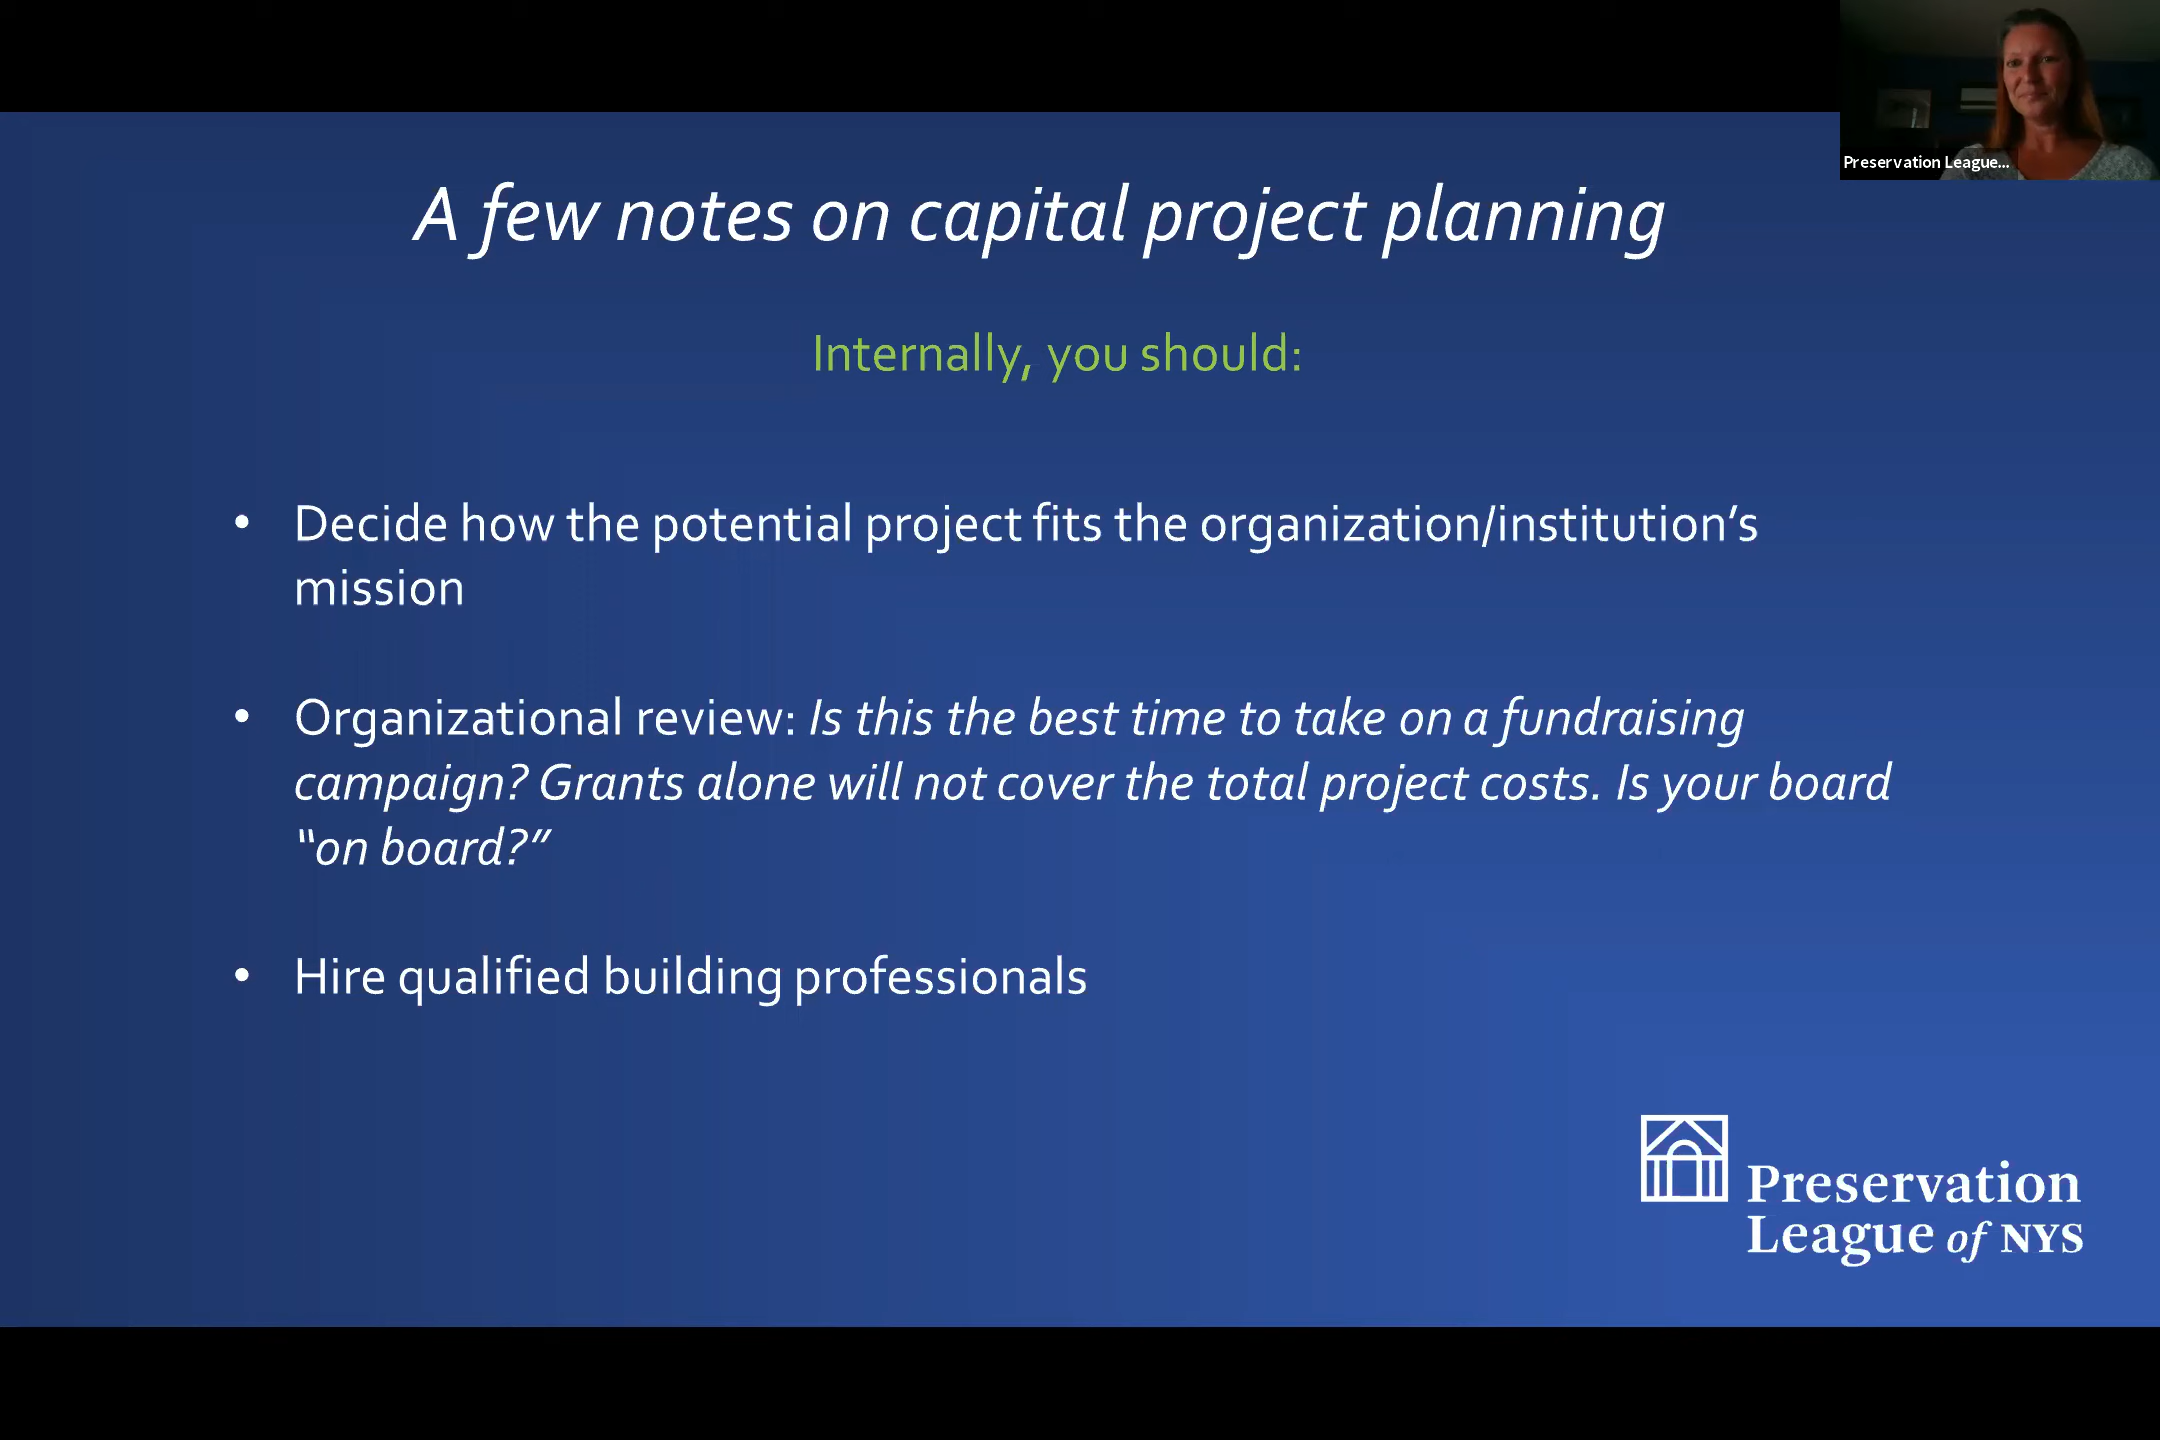 Preservation League...
A few notes on capital project planning
Internally, you should:
• Decide how the potential project fits the organization/institution’s
mission
• Organizational review: Is this the best time to take on a fundraising
campaign? Grants alone will not cover the total project costs. Is your board
“on board?”
• Hire qualified building professionals
Preservation
League of NYS